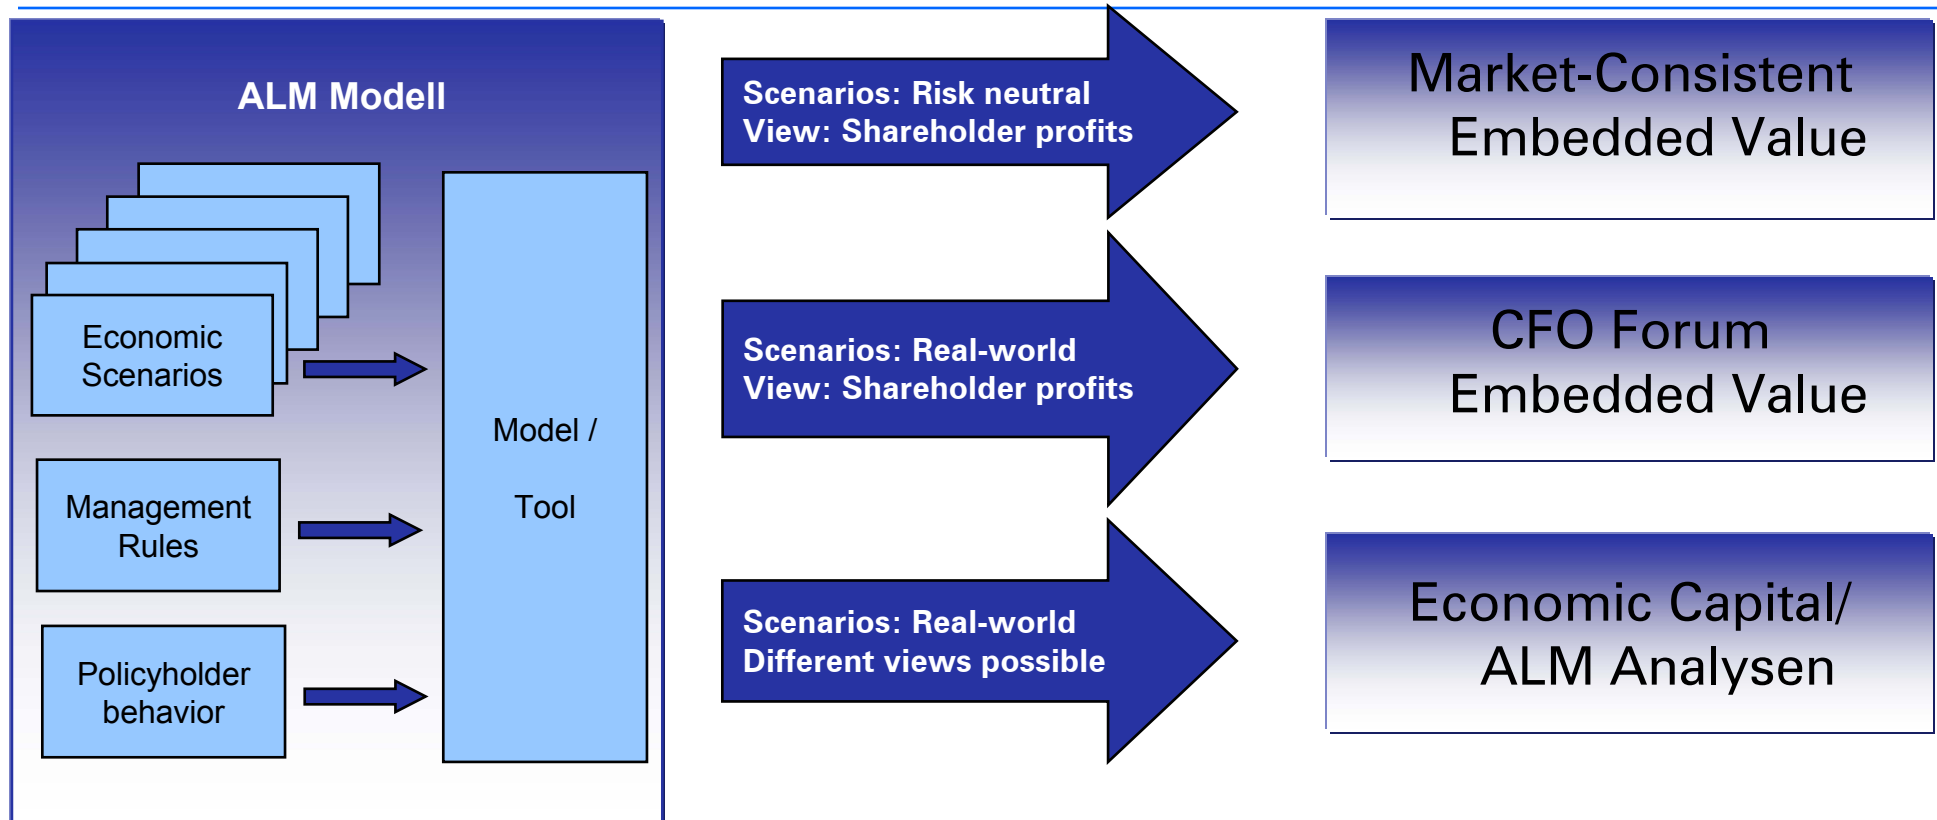 ALM Modell
Economic
Scenarios
Management
Rules
Policyholder
behavior
Model /
Tool
Scenarios: Risk neutral
View: Shareholder profits
Scenarios: Real-world
View: Shareholder profits
Scenarios: Real-world
Different views possible
Market-Consistent
Embedded Value
CFO Forum
Embedded Value
Economic Capital/
ALM Analysen